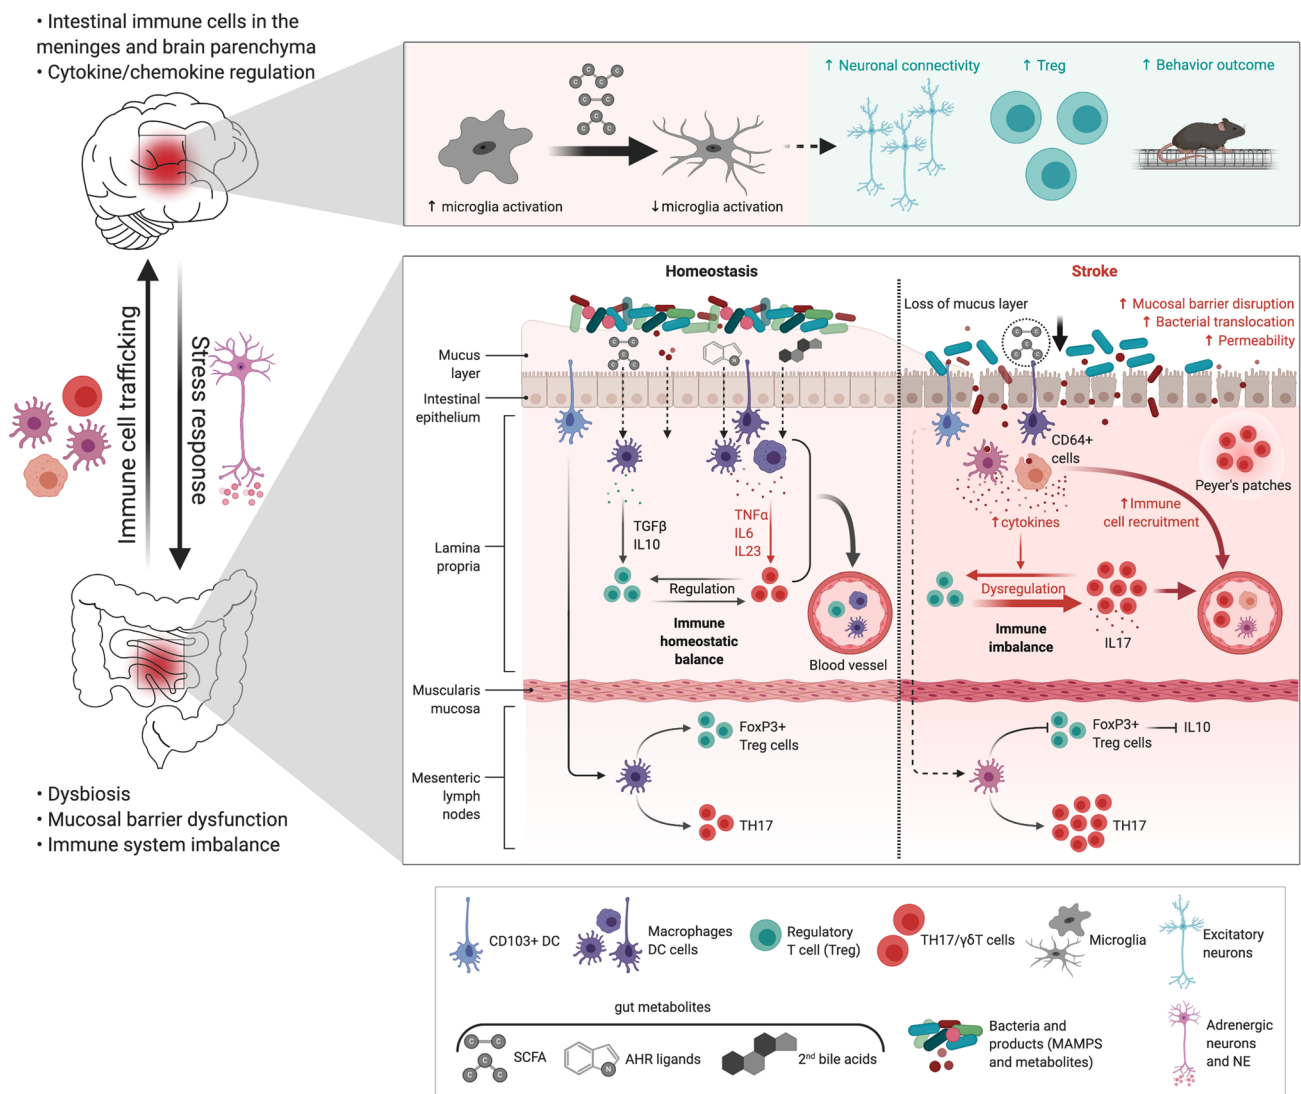 • Intestinal immune cells in the
meninges and brain parenchyma
• Cytokine/chemokine regulation
↑ microglia activation
↓microglia activation
↑ Neuronal connectivity
↑ Treg
↑ Behavior outcome
Immune cell trafficking
Stress response
• Dysbiosis
• Mucosal barrier dysfunction
• Immune system imbalance
Homeostasis
Mucus
layer
Intestinal
epithelium
Lamina
propria
Muscularis
mucosa
Mesenteric
lymph
nodes
TGFβ
IL10
TNFα
IL6
IL23
Regulation
Immune
homeostatic
balance
Blood vessel
FoxP3+
Treg cells
TH17
Stroke
Loss of mucus layer
↑ Mucosal barrier disruption
↑ Bacterial translocation
↑ Permeability
CD64+
cells
Peyer's patches
↑cytokines
↑Immune
cell recruitment
Dysregulation
Immune
imbalance
IL17
FoxP3+
Treg cells
IL10
TH17
CD103+ DC
Macrophages
DC cells
Regulatory
T cell (Treg)
TH17/γδT cells
Microglia
Excitatory
neurons
gut metabolites
C C
C
C C
SCFA
N
AHR ligands
2nd bile acids
Bacteria and
products (MAMPS
and metabolites)
Adrenergic
neurons
and NE